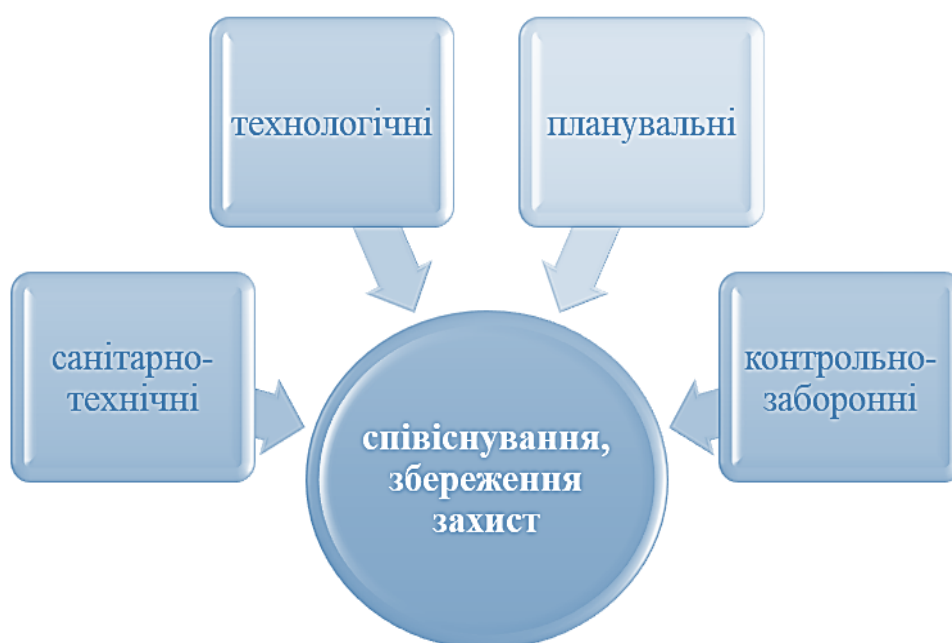 технологічні
планувальні
санітарно-
технічні
контрольно-
заборонні
співіснування,
збереження
захист